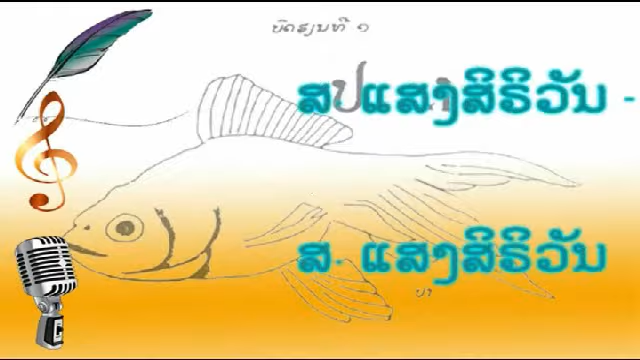 ບົດຮຽນທີ ໑
ສ. ແສງສິຣິວັນ -
ສ. ແສງສິຣິວັນ
ປາ